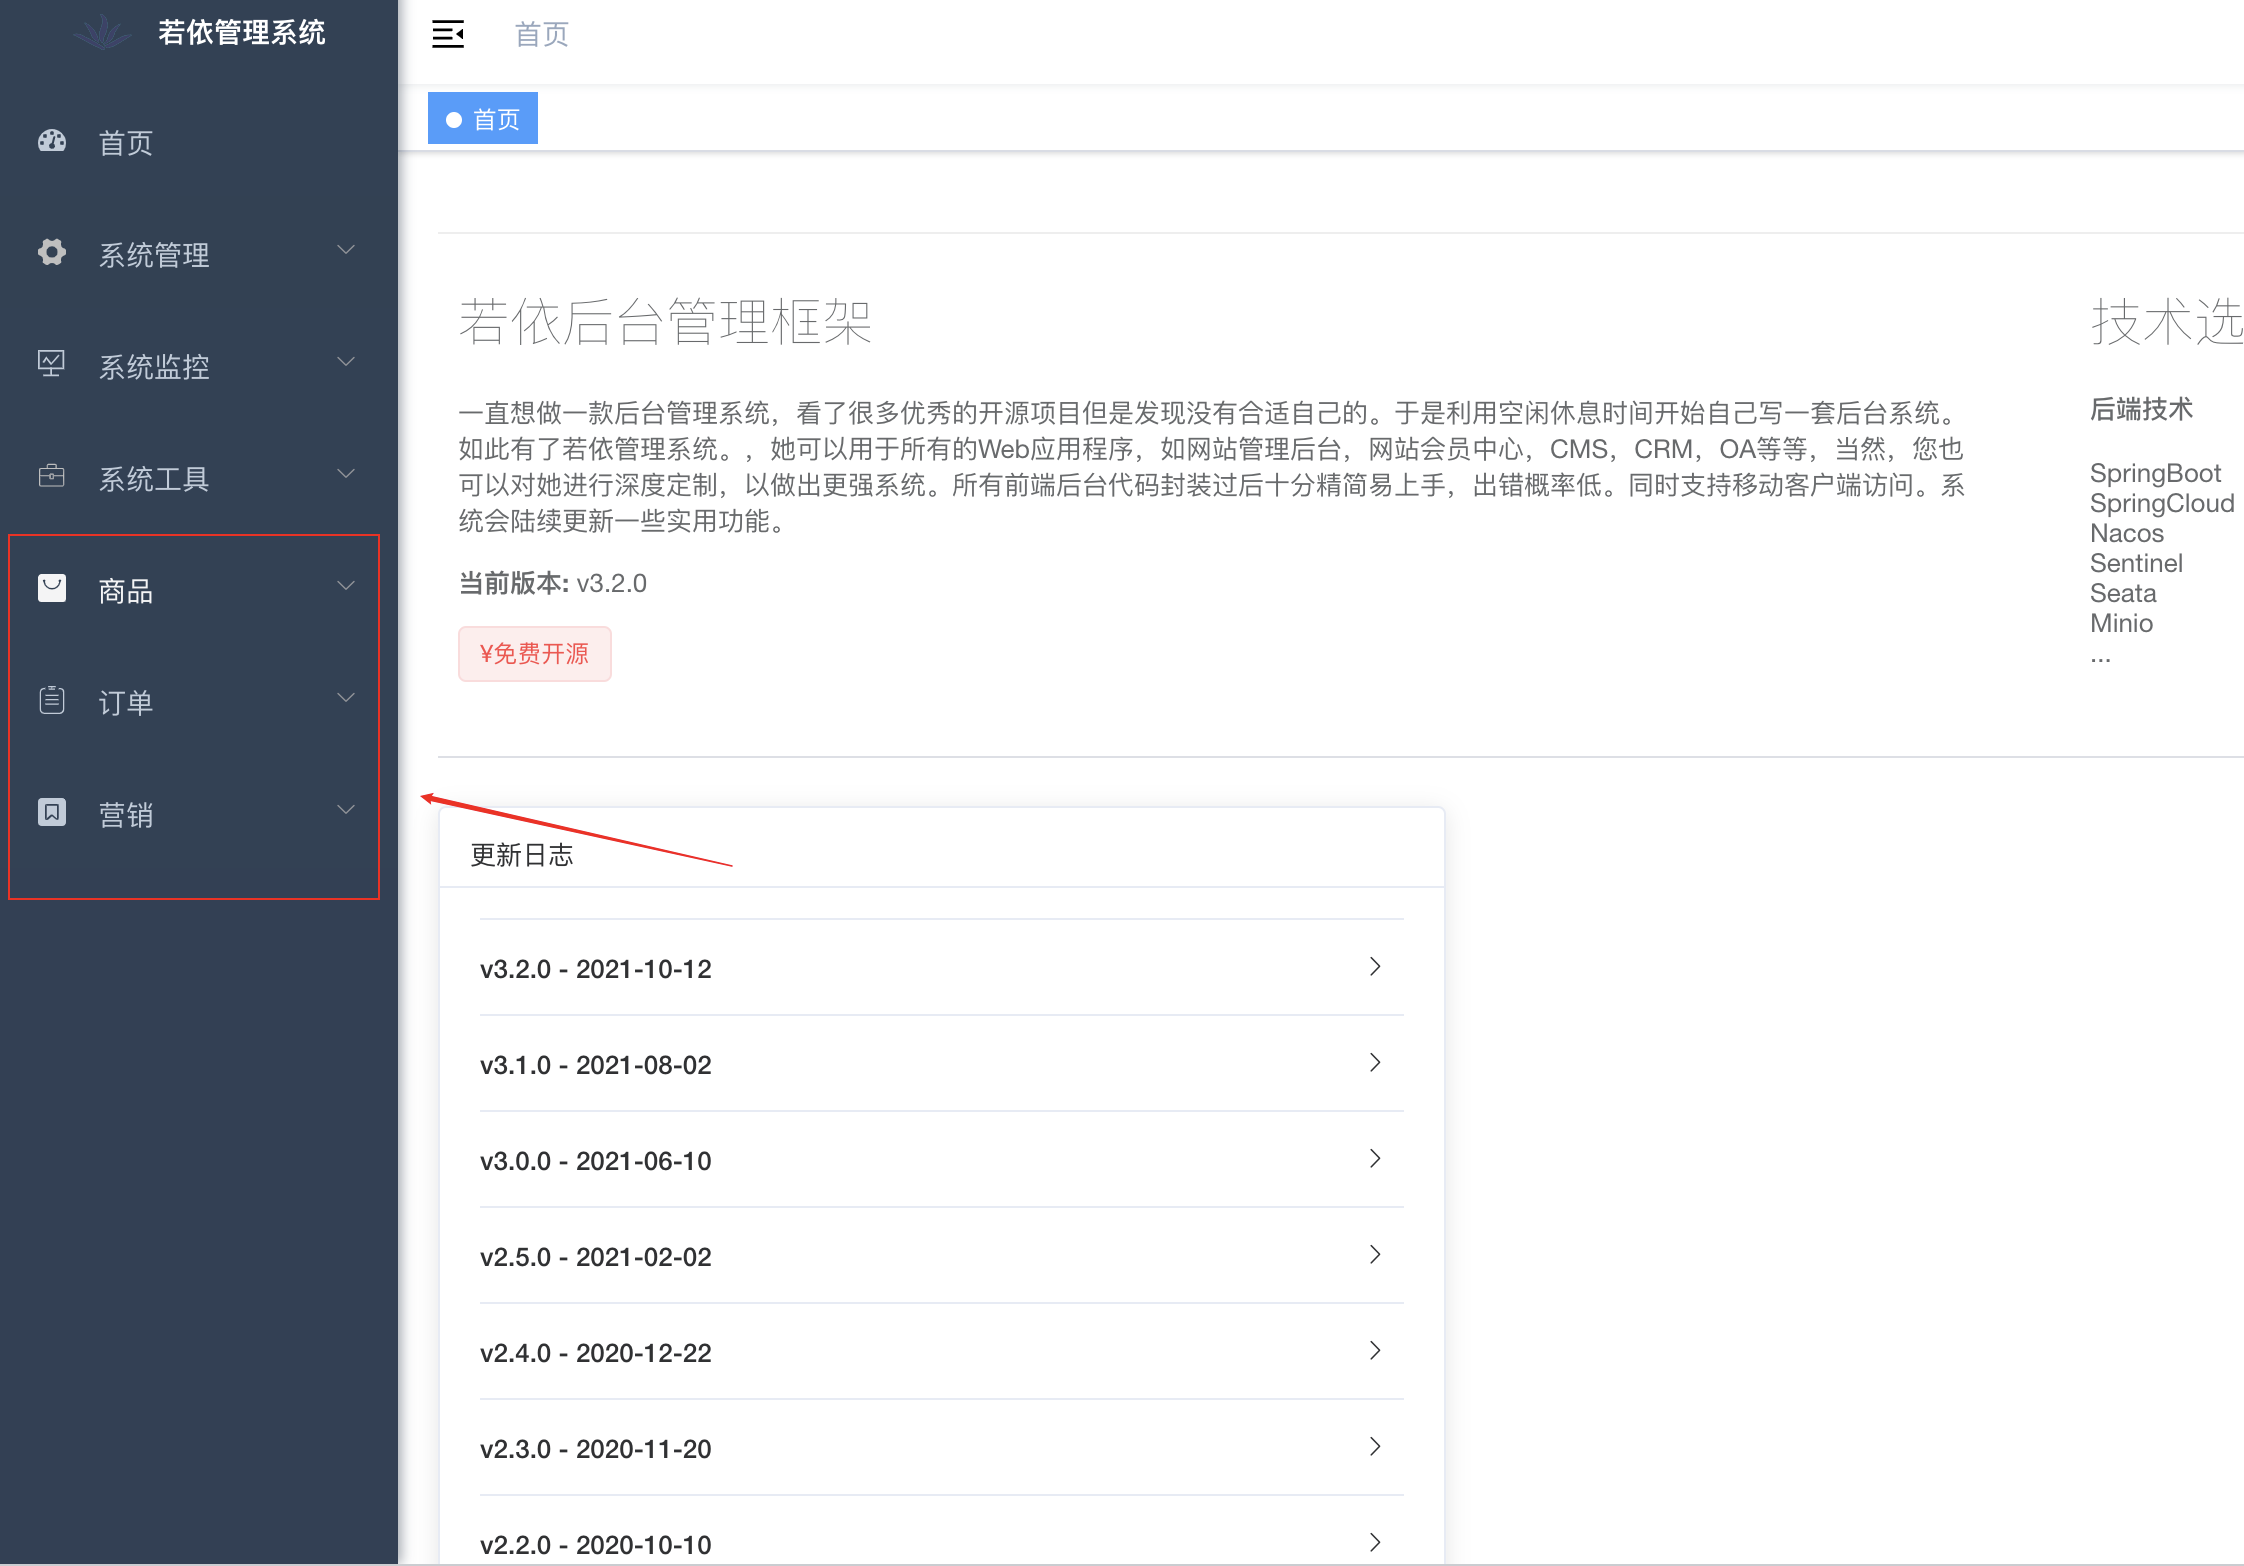 若依管理系统
首页
系统管理
系统监控
系统工具
商品
订单
营销
首页
首页
若依后台管理框架
一直想做一款后台管理系统，看了很多优秀的开源项目但是发现没有合适自己的。于是利用空闲休息时间开始自己写一套后台系统。
如此有了若依管理系统。，她可以用于所有的Web应用程序，如网站管理后台，网站会员中心，CMS，CRM，OA等等，当然，您也
可以对她进行深度定制，以做出更强系统。所有前端后台代码封装过后十分精简易上手，出错概率低。同时支持移动客户端访问。系
统会陆续更新一些实用功能。
当前版本: v3.2.0
¥免费开源
技术选
后端技术
SpringBoot
SpringCloud
Nacos
Sentinel
Seata
Minio
...
更新日志
v3.2.0 - 2021-10-12
v3.1.0 - 2021-08-02
v3.0.0 - 2021-06-10
v2.5.0 - 2021-02-02
v2.4.0 - 2020-12-22
v2.3.0 - 2020-11-20
v2.2.0 - 2020-10-10